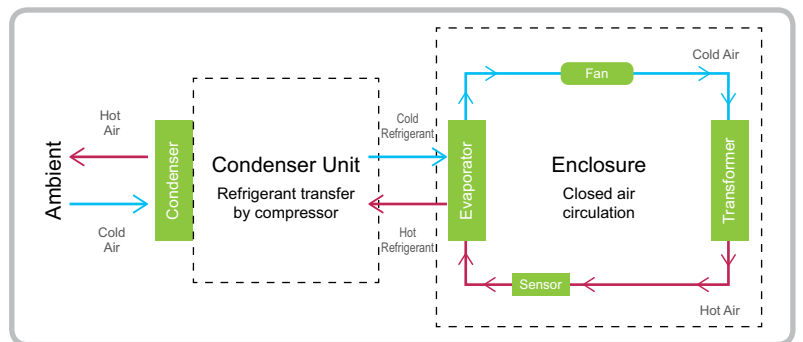 Ambient
Hot
Air
Cold
Air
Condenser
Condenser Unit
Refrigerant transfer
by compressor
Cold
Refrigerant
Hot
Refrigerant
Evaporator
Fan
Cold Air
Enclosure
Closed air
circulation
Transformer
Sensor
Hot Air